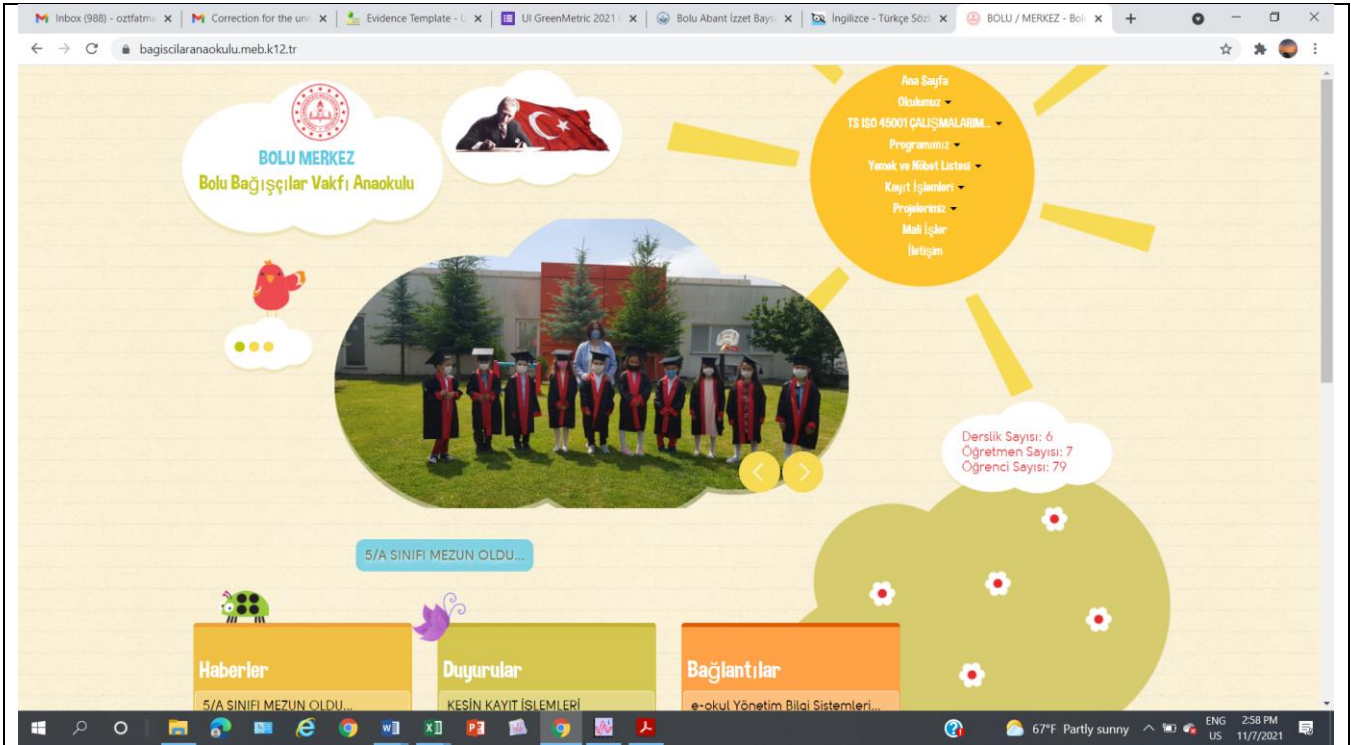 Inbox (988) - oztfatma
Correction for the uni
Evidence Template - U
UI GreenMetric 2021
Bolu Abant İzzet Bays
İngilizce - Türkçe Sözl
BOLU / MERKEZ - Bol
bagiscilaranaokulu.meb.k12.tr
BOLU MERKEZ
Bolu Bağışçılar Vakfı Anaokulu
Ana Sayfa
Okulumuz
TS ISO 45001 ÇALIŞMALARIM...
Programımız
Yemek ve Nöbet Listesi
Kayıt İşlemleri
Projelerimiz
Mali İşler
İletişim
Derslik Sayısı: 6
Öğretmen Sayısı: 7
Öğrenci Sayısı: 79
5/A SINIFI MEZUN OLDU...
Haberler
Duyurular
Bağlantılar
5/A SINIFI MEZUN OLDU...
KESİN KAYIT İŞLEMLERİ
e-okul Yönetim Bilgi Sistemleri...
67°F Partly sunny
ENG
US
2:58 PM
11/7/2021